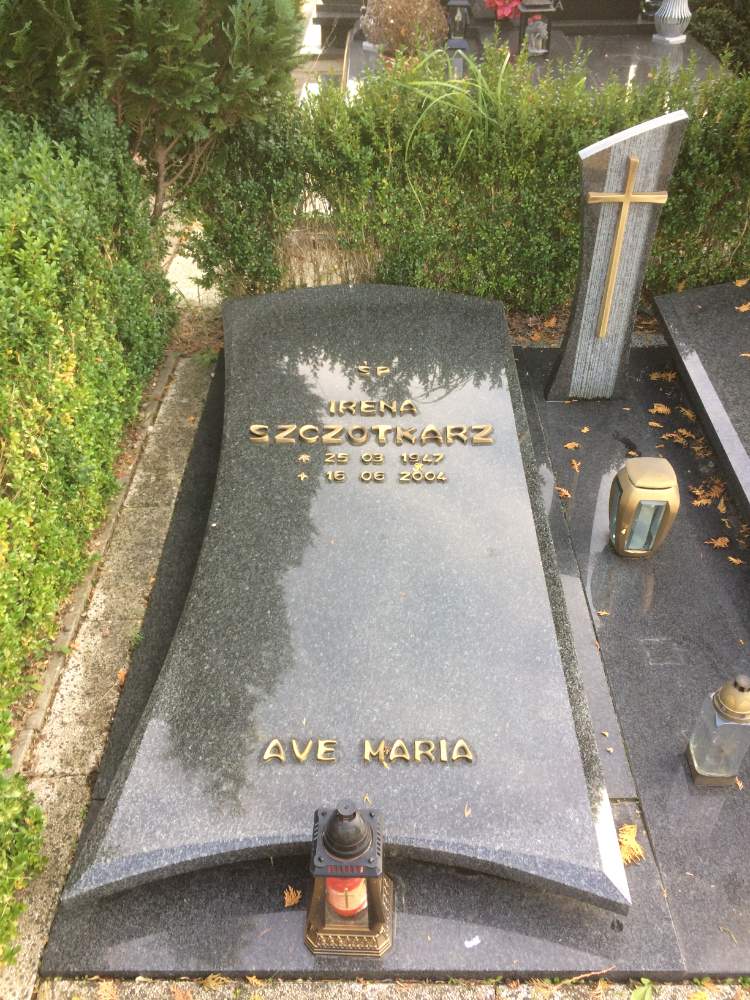 ŚP
IRENA
SZCZOTKARZ
* 25 03 1947
+ 16 06 2004
AVE MARIA